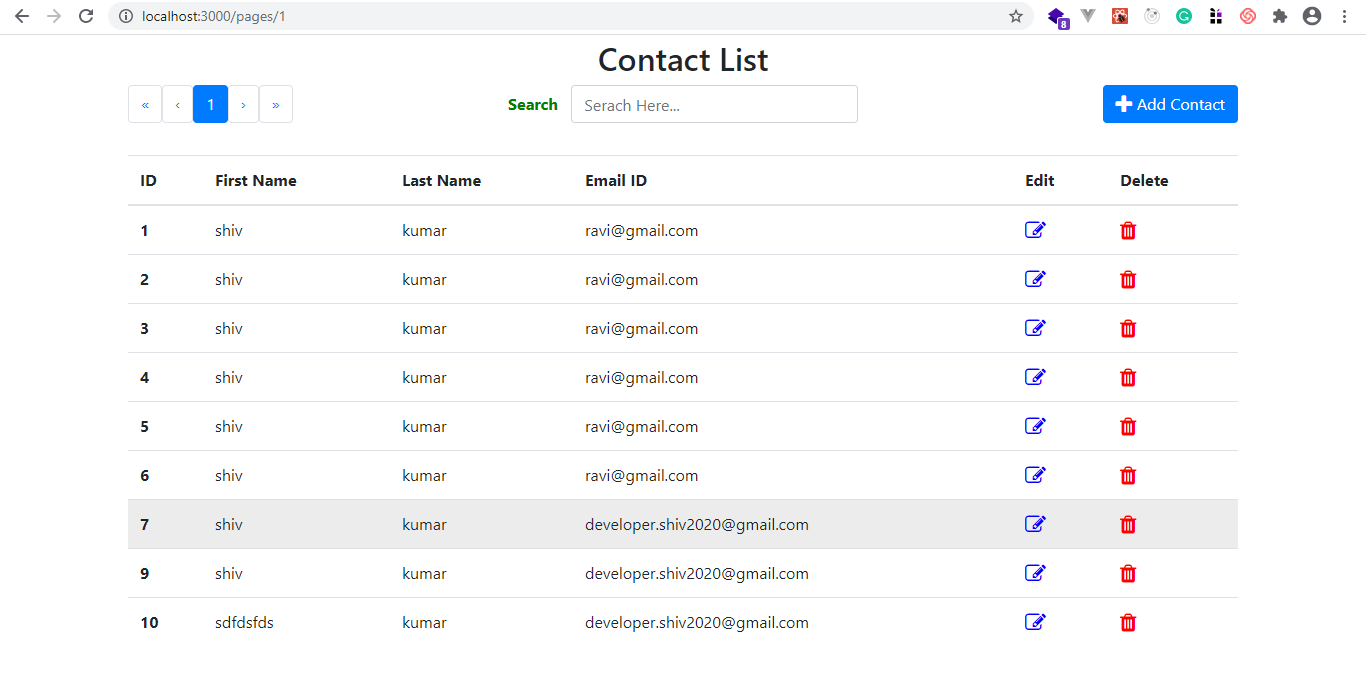 localhost:3000/pages/1
8
Contact List
« ‹ 1 › » Search Serach Here... Add Contact
ID First Name Last Name Email ID Edit Delete
1 shiv kumar ravi@gmail.com
2 shiv kumar ravi@gmail.com
3 shiv kumar ravi@gmail.com
4 shiv kumar ravi@gmail.com
5 shiv kumar ravi@gmail.com
6 shiv kumar ravi@gmail.com
7 shiv kumar developer.shiv2020@gmail.com
9 shiv kumar developer.shiv2020@gmail.com
10 sdfdsfds kumar developer.shiv2020@gmail.com